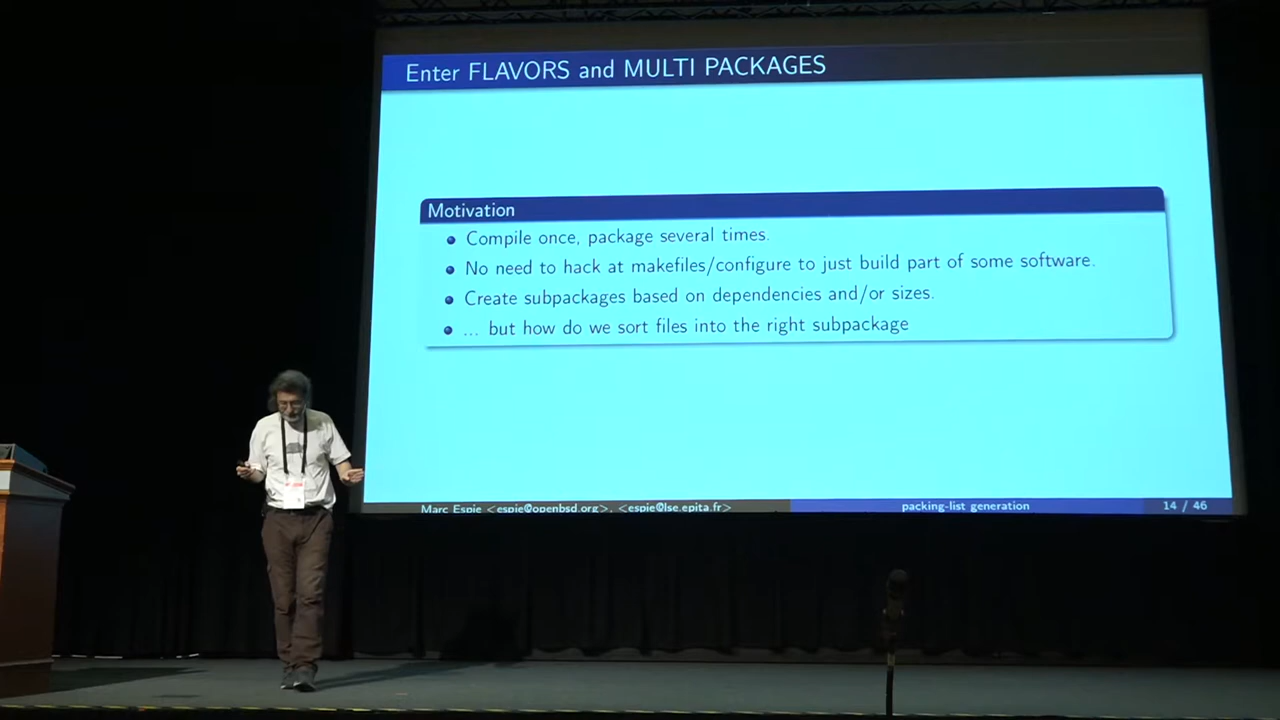 Enter FLAVORS and MULTI PACKAGES
Motivation
Compile once, package several times.
No need to hack at makefiles/configure to just build part of some software.
Create subpackages based on dependencies and/or sizes.
... but how do we sort files into the right subpackage
Marc Espie <espie@openbsd.org>, <espie@lse.epita.fr>
packing-list generation
14 / 46